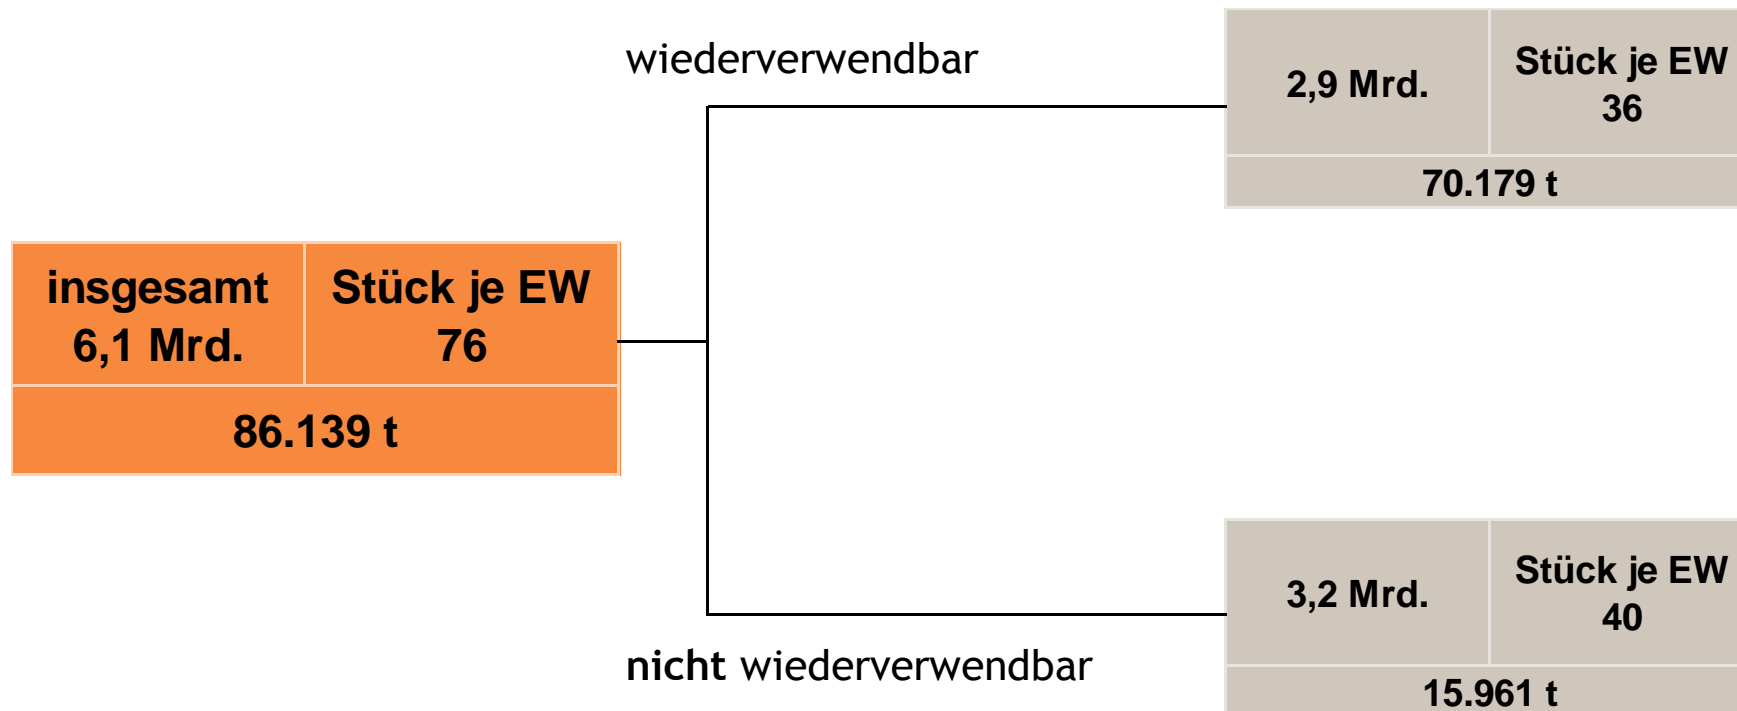 wiederverwendbar
2,9 Mrd.
Stück je EW
36
70.179 t
insgesamt
6,1 Mrd.
Stück je EW
76
86.139 t
3,2 Mrd.
Stück je EW
40
15.961 t
nicht wiederverwendbar